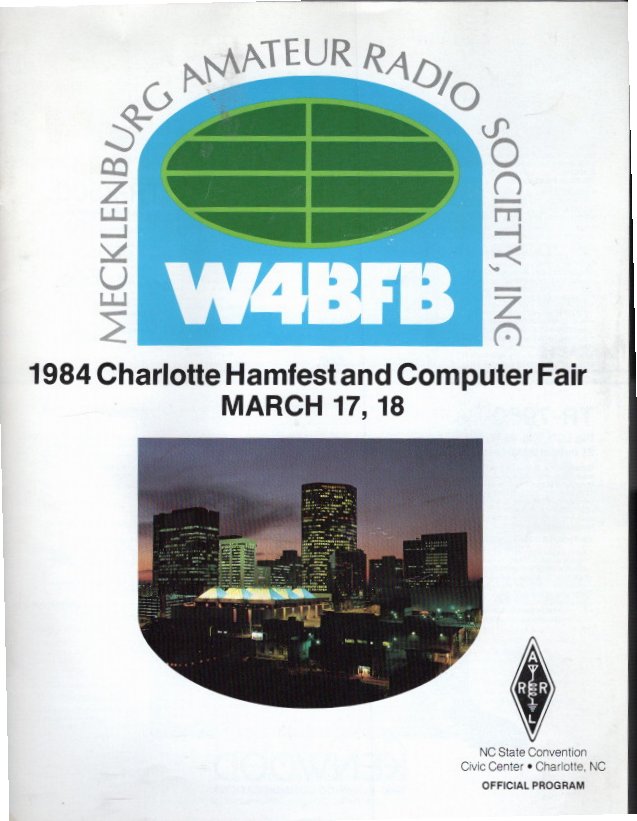 MECKLENBURG AMATEUR RADIO SOCIETY, INC
W4BFB
1984 Charlotte Hamfest and Computer Fair
MARCH 17, 18
A
R R
L
NC State Convention
Civic Center • Charlotte, NC
OFFICIAL PROGRAM